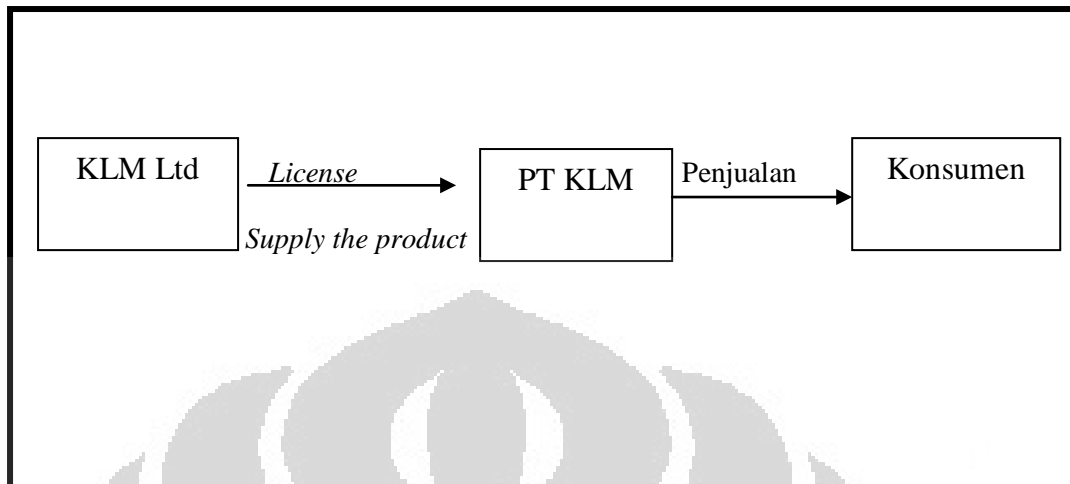 KLM Ltd
License
Supply the product
PT KLM
Penjualan
Konsumen